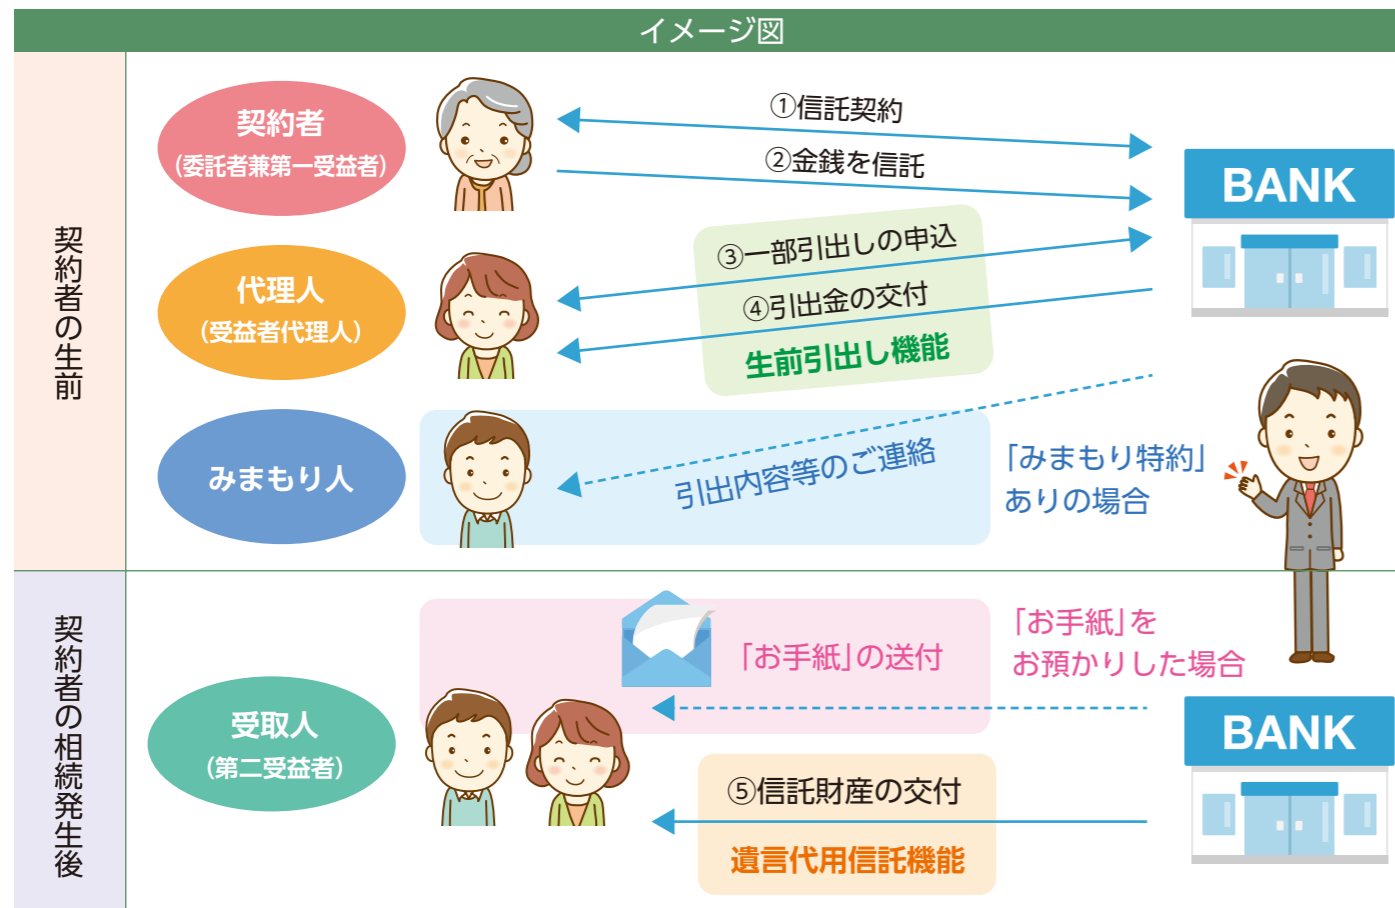 イメージ図
契約者の生前
契約者
(委託者兼第一受益者)
①信託契約
②金銭を信託
BANK
代理人
(受益者代理人)
③一部引出しの申込
④引出金の交付
生前引出し機能
みまもり人
引出内容等のご連絡
「みまもり特約」
ありの場合
契約者の相続発生後
受取人
(第二受益者)
「お手紙」の送付
「お手紙」を
お預かりした場合
BANK
⑤信託財産の交付
遺言代用信託機能